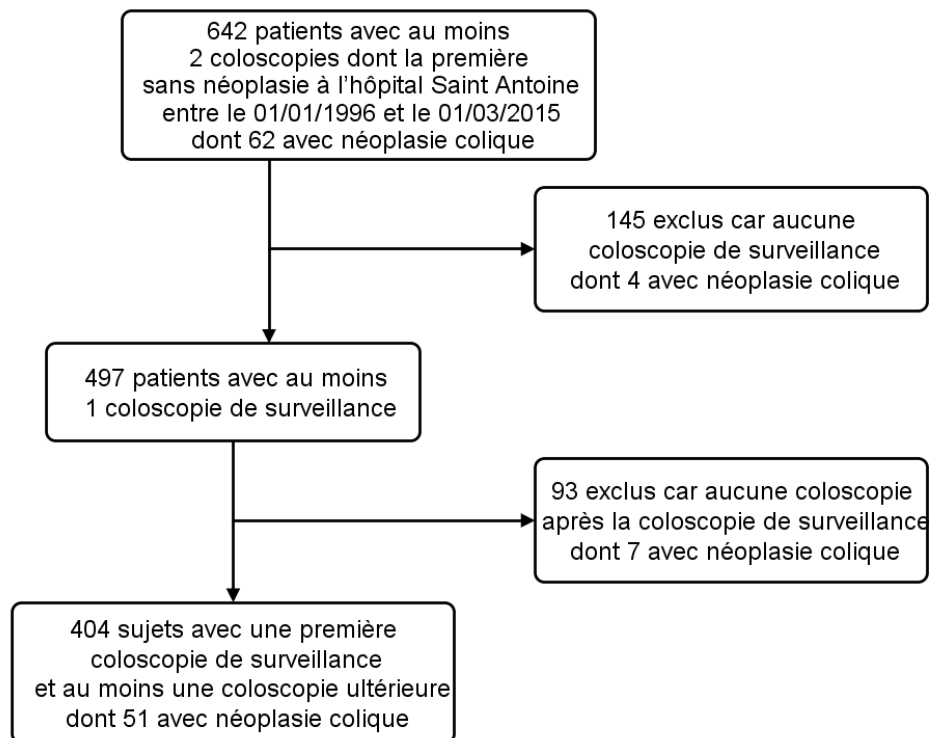 642 patients avec au moins
2 coloscopies dont la première
sans néoplasie à l'hôpital Saint Antoine
entre le 01/01/1996 et le 01/03/2015
dont 62 avec néoplasie colique
145 exclus car aucune
coloscopie de surveillance
dont 4 avec néoplasie colique
497 patients avec au moins
1 coloscopie de surveillance
93 exclus car aucune coloscopie
après la coloscopie de surveillance
dont 7 avec néoplasie colique
404 sujets avec une première
coloscopie de surveillance
et au moins une coloscopie ultérieure
dont 51 avec néoplasie colique